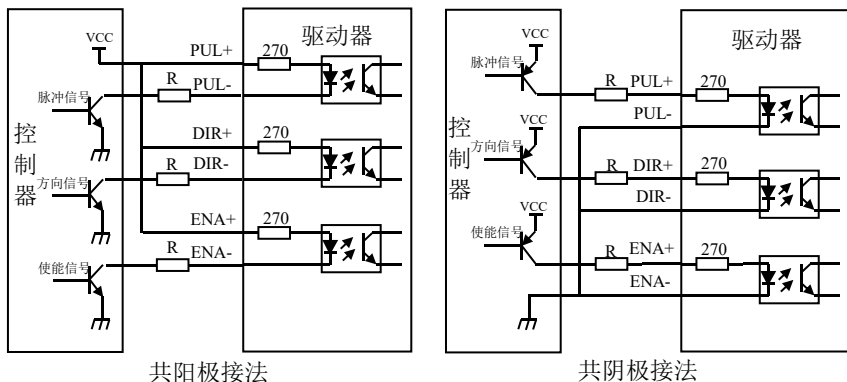 VCC
PUL+
270
驱动器
R
PUL-
脉冲信号
控制器
DIR+
270
R
DIR-
方向信号
ENA+
270
R
ENA-
使能信号
共阳极接法
VCC
驱动器
脉冲信号
R
PUL+
270
PUL-
控制器
VCC
方向信号
R
DIR+
270
DIR-
VCC
使能信号
R
ENA+
270
ENA-
共阴极接法